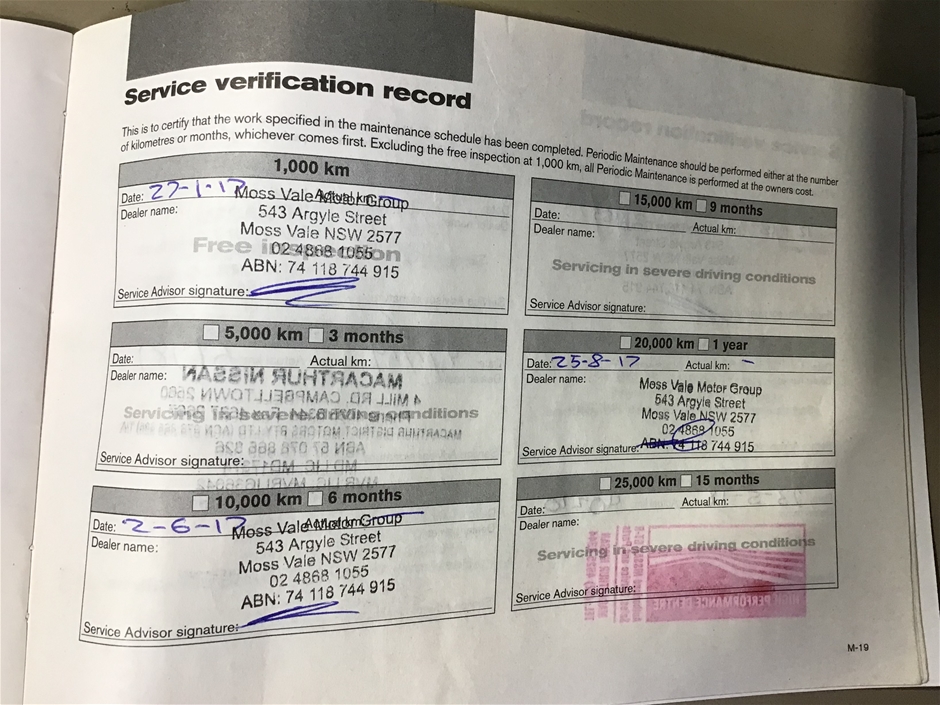 Service verification record
This is to certify that the work specified in the maintenance schedule has been completed. Periodic Maintenance should be performed either at the number
of kilometres or months, whichever comes first. Excluding the free inspection at 1,000 km, all Periodic Maintenance is performed at the owners cost.
1,000 km
Date: 27-1-17 Actual km:
Moss Vale Motor Group
Dealer name:
543 Argyle Street
Moss Vale NSW 2577
Free inspection
02 4868 1055
ABN: 74 118 744 915
Service Advisor signature:
5,000 km 3 months
Date: Actual km:
Dealer name:
MACARTHUR NISSAN
4 MILL RD. CAMPBELLTOWN 2560
Servicing in severe driving conditions
Service Advisor signature:
10,000 km 6 months
Date: 2-6-17 Actual km:
Moss Vale Motor Group
Dealer name:
543 Argyle Street
Moss Vale NSW 2577
02 4868 1055
ABN: 74 118 744 915
Service Advisor signature:
15,000 km 9 months
Date: Actual km:
Dealer name:
Servicing in severe driving conditions
Service Advisor signature:
20,000 km 1 year
Date: 25-8-17 Actual km: -
Dealer name:
Moss Vale Motor Group
543 Argyle Street
Moss Vale NSW 2577
02 4868 1055
ABN: 74 118 744 915
Service Advisor signature:
25,000 km 15 months
Date: Actual km:
Dealer name:
Servicing in severe driving conditions
Service Advisor signature:
HIGH PERFORMANCE CENTRE
M-19